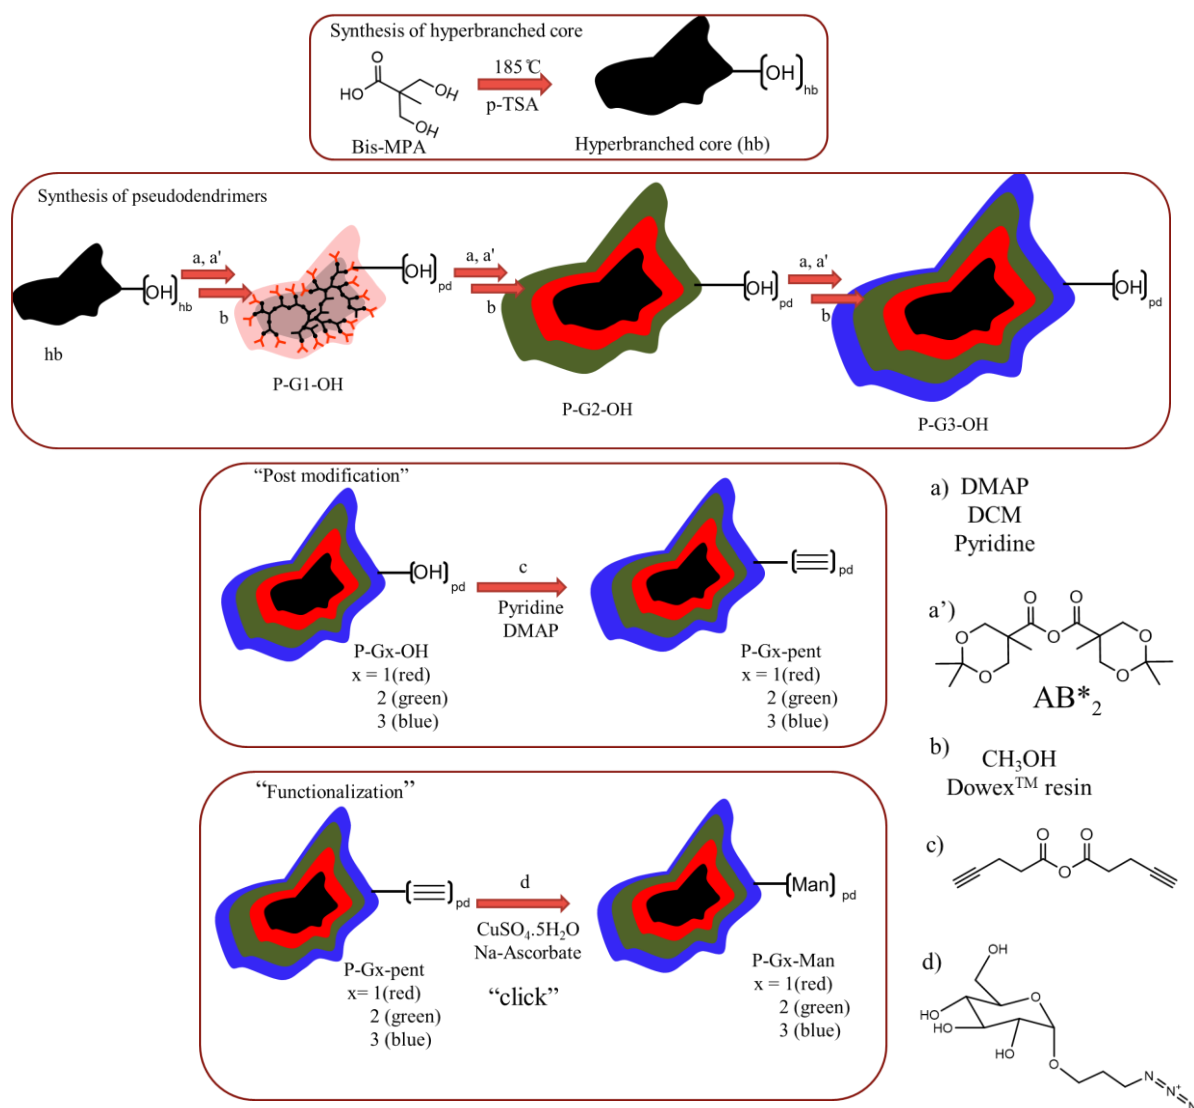 Synthesis of hyperbranched core
O
HO
OH
OH
Bis-MPA
185℃
p-TSA
[OH]hb
Hyperbranched core (hb)
Synthesis of pseudodendrimers
[OH]hb
hb
a, a'
b
[OH]pd
P-G1-OH
a, a'
b
[OH]pd
P-G2-OH
a, a'
b
[OH]pd
P-G3-OH
“Post modification”
[OH]pd
c
Pyridine
DMAP
[≡]pd
P-Gx-OH
x = 1(red)
2 (green)
3 (blue)
P-Gx-pent
x = 1(red)
2 (green)
3 (blue)
“Functionalization”
[≡]pd
d
CuSO₄.5H₂O
Na-Ascorbate
“click”
[Man]pd
P-Gx-pent
x= 1(red)
2 (green)
3 (blue)
P-Gx-Man
x = 1(red)
2 (green)
3 (blue)
a) DMAP
DCM
Pyridine
a’)
O O
O O O
O O
AB*₂
b)
CH₃OH
Dowex™ resin
c)
O O
O
d)
OH
O
HO
HO
HO
O
N
N⁺
N